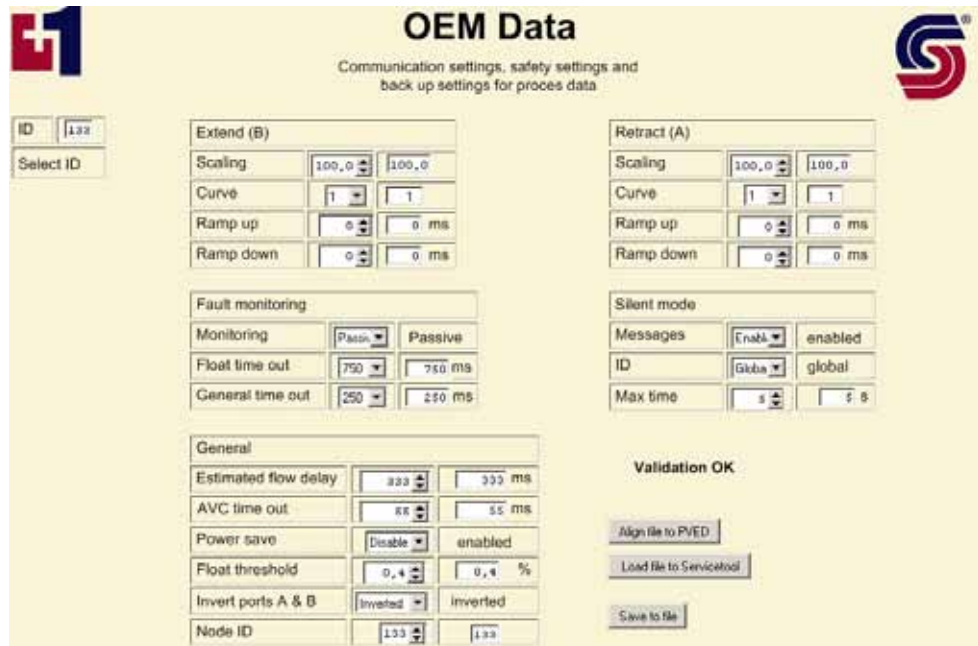 +1
OEM Data
Communication settings, safety settings and
back up settings for proces data
ID 133
Select ID
Extend (B)
Scaling 100,0 100,0
Curve 1 1
Ramp up 0 0 ms
Ramp down 0 0 ms
Retract (A)
Scaling 100,0 100,0
Curve 1 1
Ramp up 0 0 ms
Ramp down 0 0 ms
Fault monitoring
Monitoring Passive
Float time out 750 750 ms
General time out 250 250 ms
Silent mode
Messages Enabl enabled
ID Globa global
Max time 5 5 s
General
Estimated flow delay 333 333 ms
AVC time out 55 ms
Power save Disable enabled
Float threshold 0,4 0,4 %
Invert ports A & B Inverted inverted
Node ID 133 133
Validation OK
Align file to PVED
Load file to Servicetool
Save to file